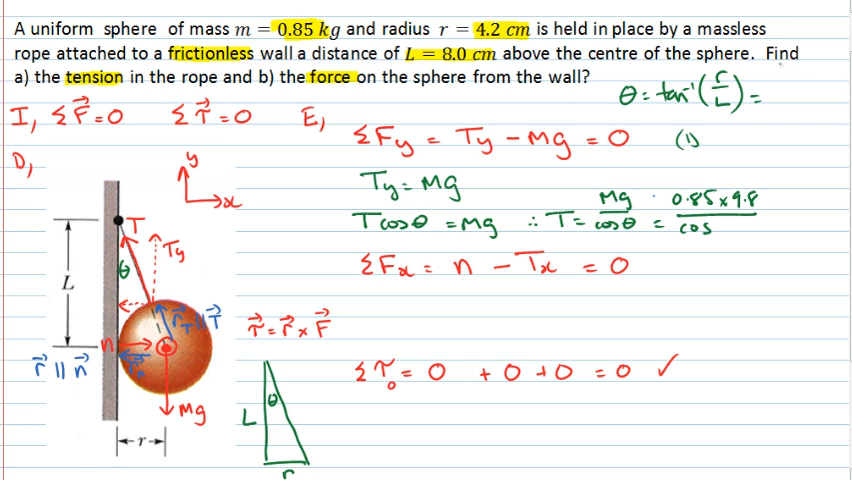 A uniform sphere of mass m = 0.85 kg and radius r = 4.2 cm is held in place by a massless
rope attached to a frictionless wall a distance of L = 8.0 cm above the centre of the sphere. Find
a) the tension in the rope and b) the force on the sphere from the wall?
θ = tan⁻¹(r/L) =
I, ΣF⃗ = 0 Στ⃗ = 0 E,
ΣFy = Ty - Mg = 0 (1)
D,
y
x
Ty = Mg
Tcosθ = Mg ∴ T = Mg/cosθ = 0.85 x 9.8/cos
T
Ty
θ
ΣFx = n - Tx = 0
L
r⃗T // T⃗
τ⃗ = r⃗ x F⃗
n
r⃗ // n⃗
Στo = 0 + 0 + 0 = 0 ✓
θ
Mg
L
r
r